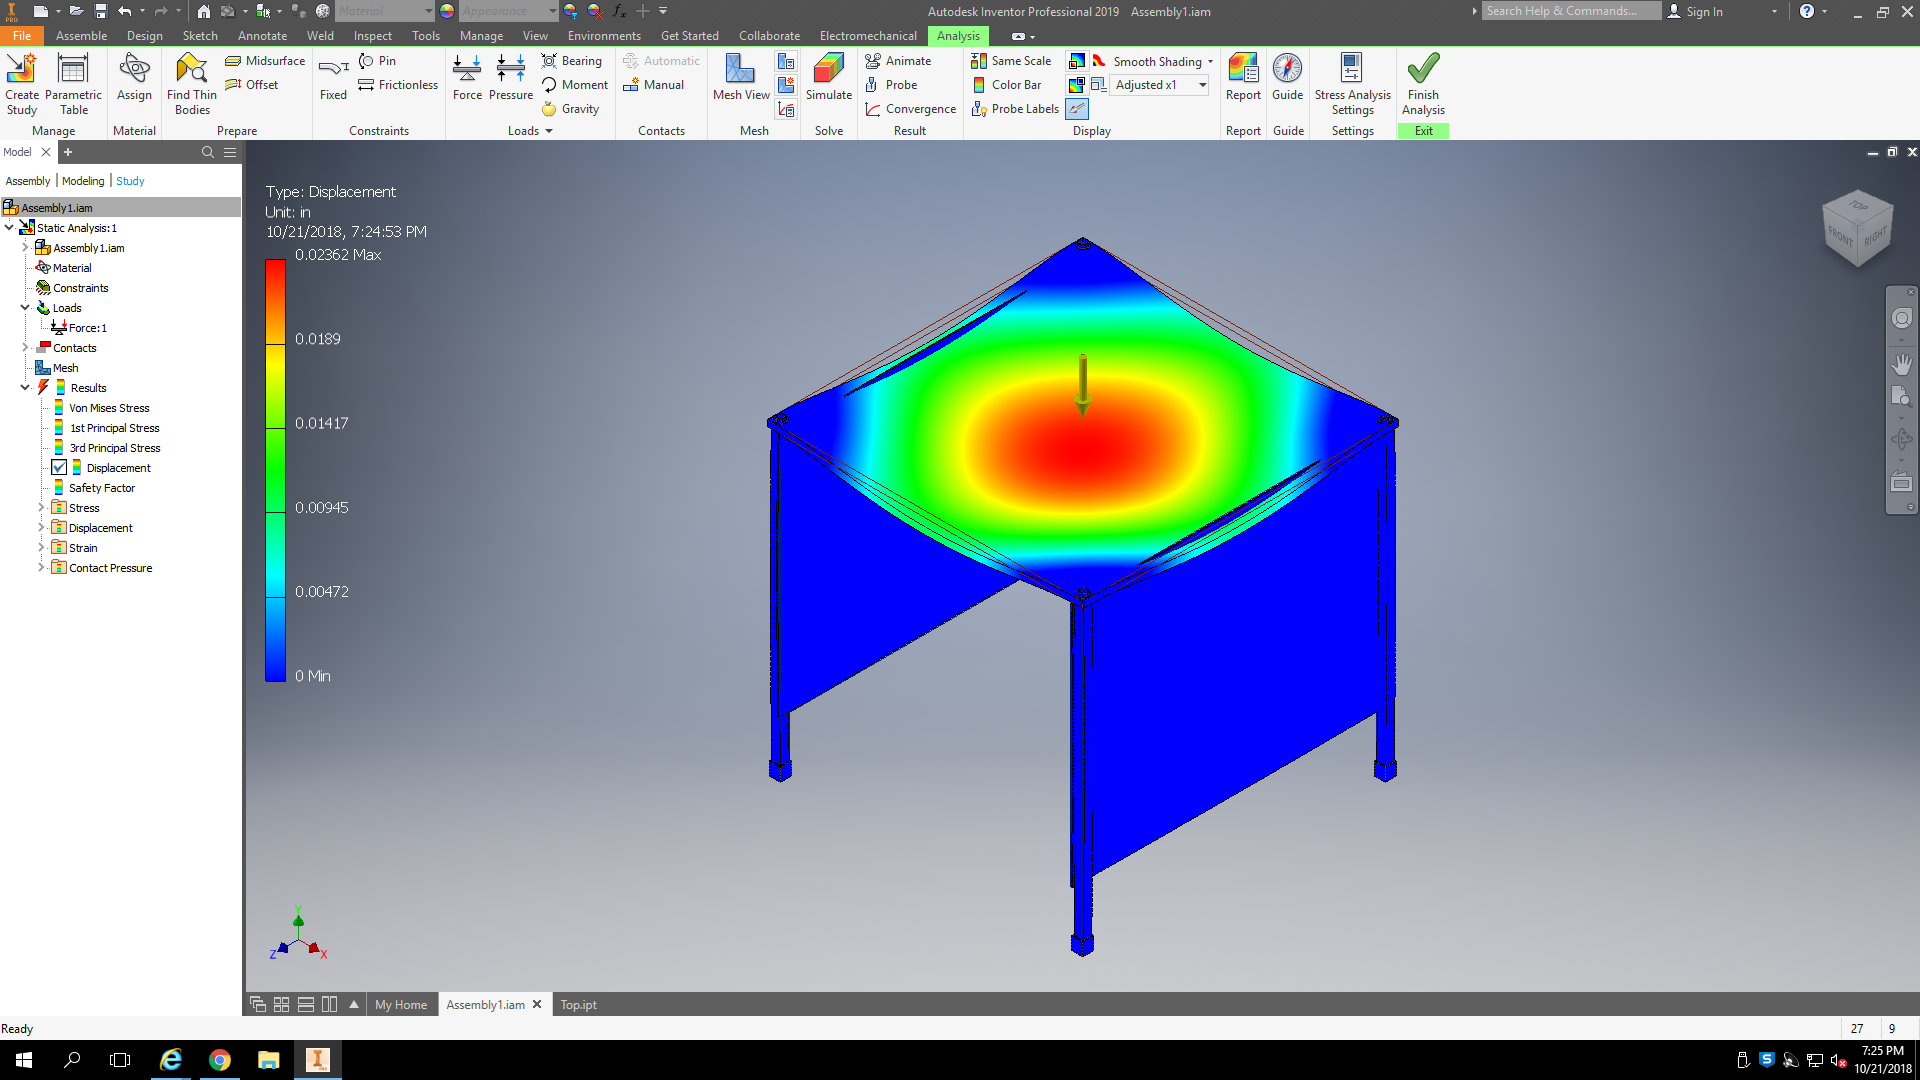 Material
Appearance
Autodesk Inventor Professional 2019 Assembly1.iam
Search Help & Commands...
Sign In
PRO
File Assemble Design Sketch Annotate Weld Inspect Tools Manage View Environments Get Started Collaborate Electromechanical Analysis
Create Study
Parametric Table
Manage
Assign
Material
Find Thin Bodies
Midsurface
Offset
Prepare
Fixed
Pin
Frictionless
Constraints
Force
Pressure
Bearing
Moment
Gravity
Loads
Automatic
Manual
Contacts
Mesh View
Mesh
Simulate
Solve
Animate
Probe
Convergence
Result
Same Scale
Color Bar
Probe Labels
Smooth Shading
Adjusted x1
Display
Report
Report
Guide
Guide
Stress Analysis Settings
Settings
Finish Analysis
Exit
Model
Assembly | Modeling | Study
Assembly1.iam
Static Analysis:1
Assembly1.iam
Material
Constraints
Loads
Force:1
Contacts
Mesh
Results
Von Mises Stress
1st Principal Stress
3rd Principal Stress
Displacement
Safety Factor
Stress
Displacement
Strain
Contact Pressure
Type: Displacement
Unit: in
10/21/2018, 7:24:53 PM
0.02362 Max
0.0189
0.01417
0.00945
0.00472
0 Min
TOP
FRONT
RIGHT
Y
Z
X
My Home
Assembly1.iam
Top.ipt
Ready
27
9
7:25 PM
10/21/2018